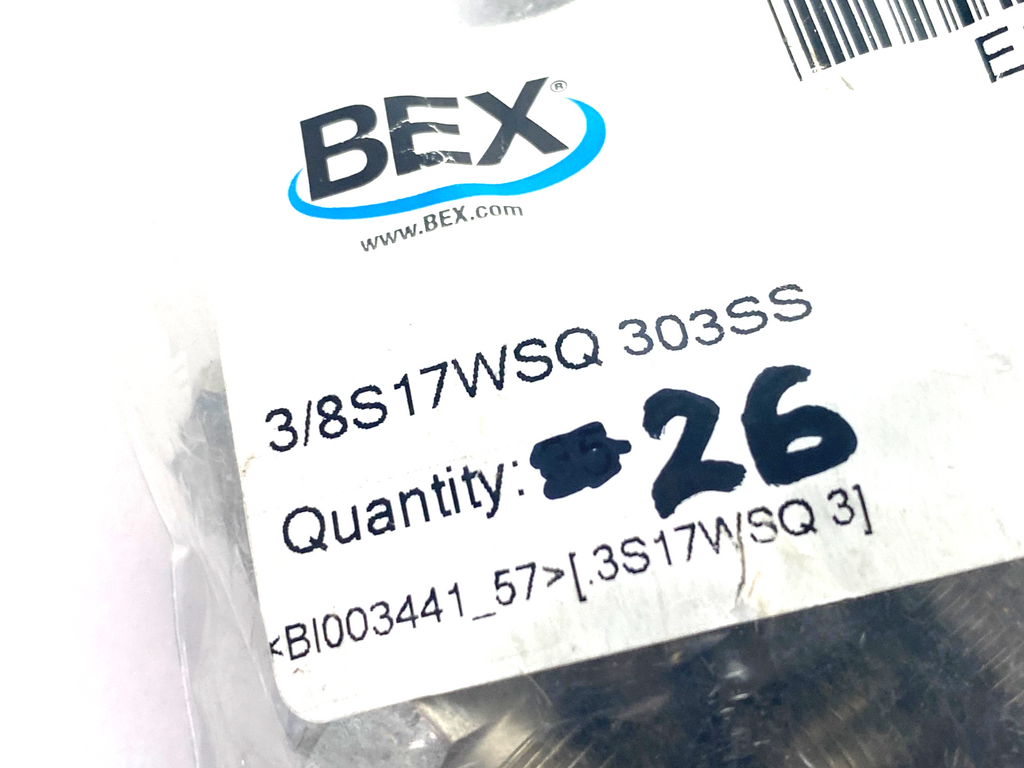 BEX®
www.BEX.com
3/8S17WSQ 303SS
Quantity: 26
<BI003441_57>[.3S17WSQ 3]